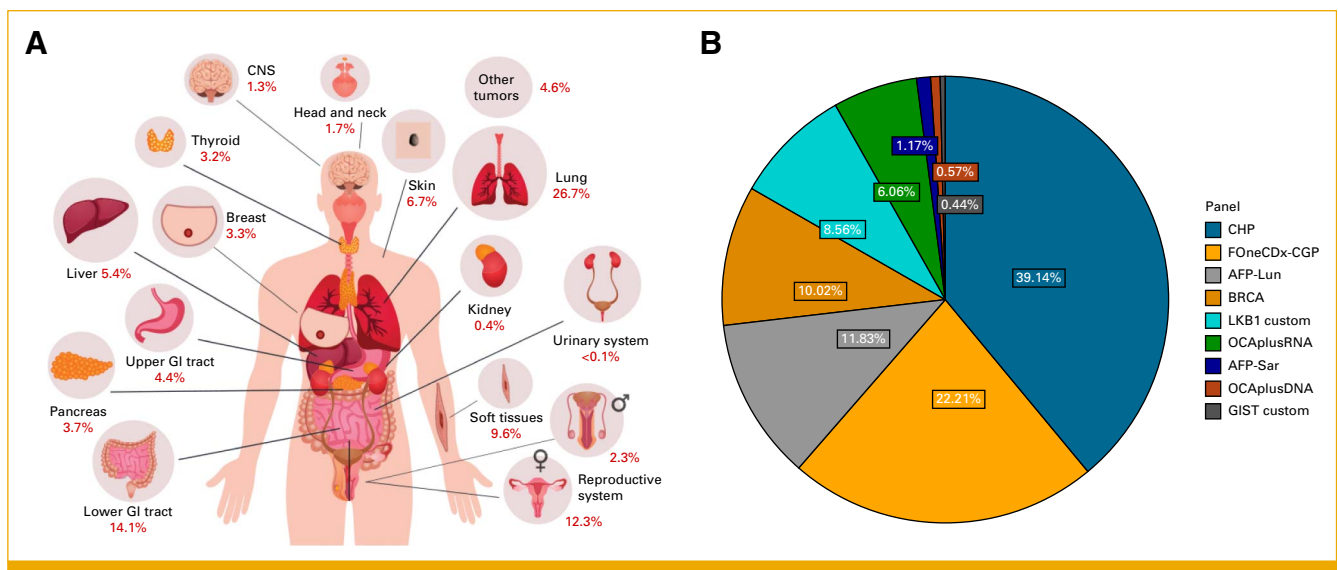 A
CNS
1.3%
Head and neck
1.7%
Other
tumors
4.6%
Thyroid
3.2%
Skin
6.7%
Lung
26.7%
Breast
3.3%
Liver 5.4%
Kidney
0.4%
Urinary system
<0.1%
Upper GI tract
4.4%
Pancreas
3.7%
Soft tissues
9.6%
♂
2.3%
♀
Reproductive
system
12.3%
Lower GI tract
14.1%
B
1.17%
0.57%
6.06%
0.44%
8.56%
39.14%
10.02%
11.83%
22.21%
Panel
CHP
FOneCDx-CGP
AFP-Lun
BRCA
LKB1 custom
OCAplusRNA
AFP-Sar
OCAplusDNA
GIST custom